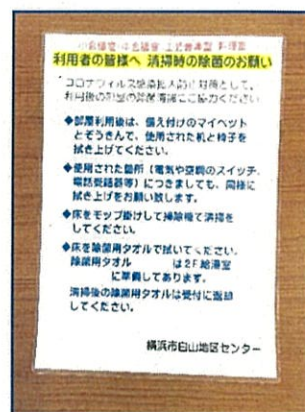 小会議室 中会議室 工芸音楽室 料理室
利用者の皆様へ 清掃時の除菌のお願い
コロナウィルス感染拡大防止対策として、
利用後の部屋の除菌清掃にご協力ください
◆部屋利用後は、備え付けのマイペット
とぞうきんで、使用された机と椅子を
拭き上げてください。
◆使用された箇所（電気や空調のスイッチ、
電話受話器等）につきましても、同様に
拭き上げをお願い致します。
◆床をモップ掛けして掃除機で清掃を
してください。
◆床を除菌用タオルで拭いてください。
除菌用タオル は2F給湯室
に準備してあります。
清掃後の除菌用タオルは受付に返却
してください。
横浜市白山地区センター